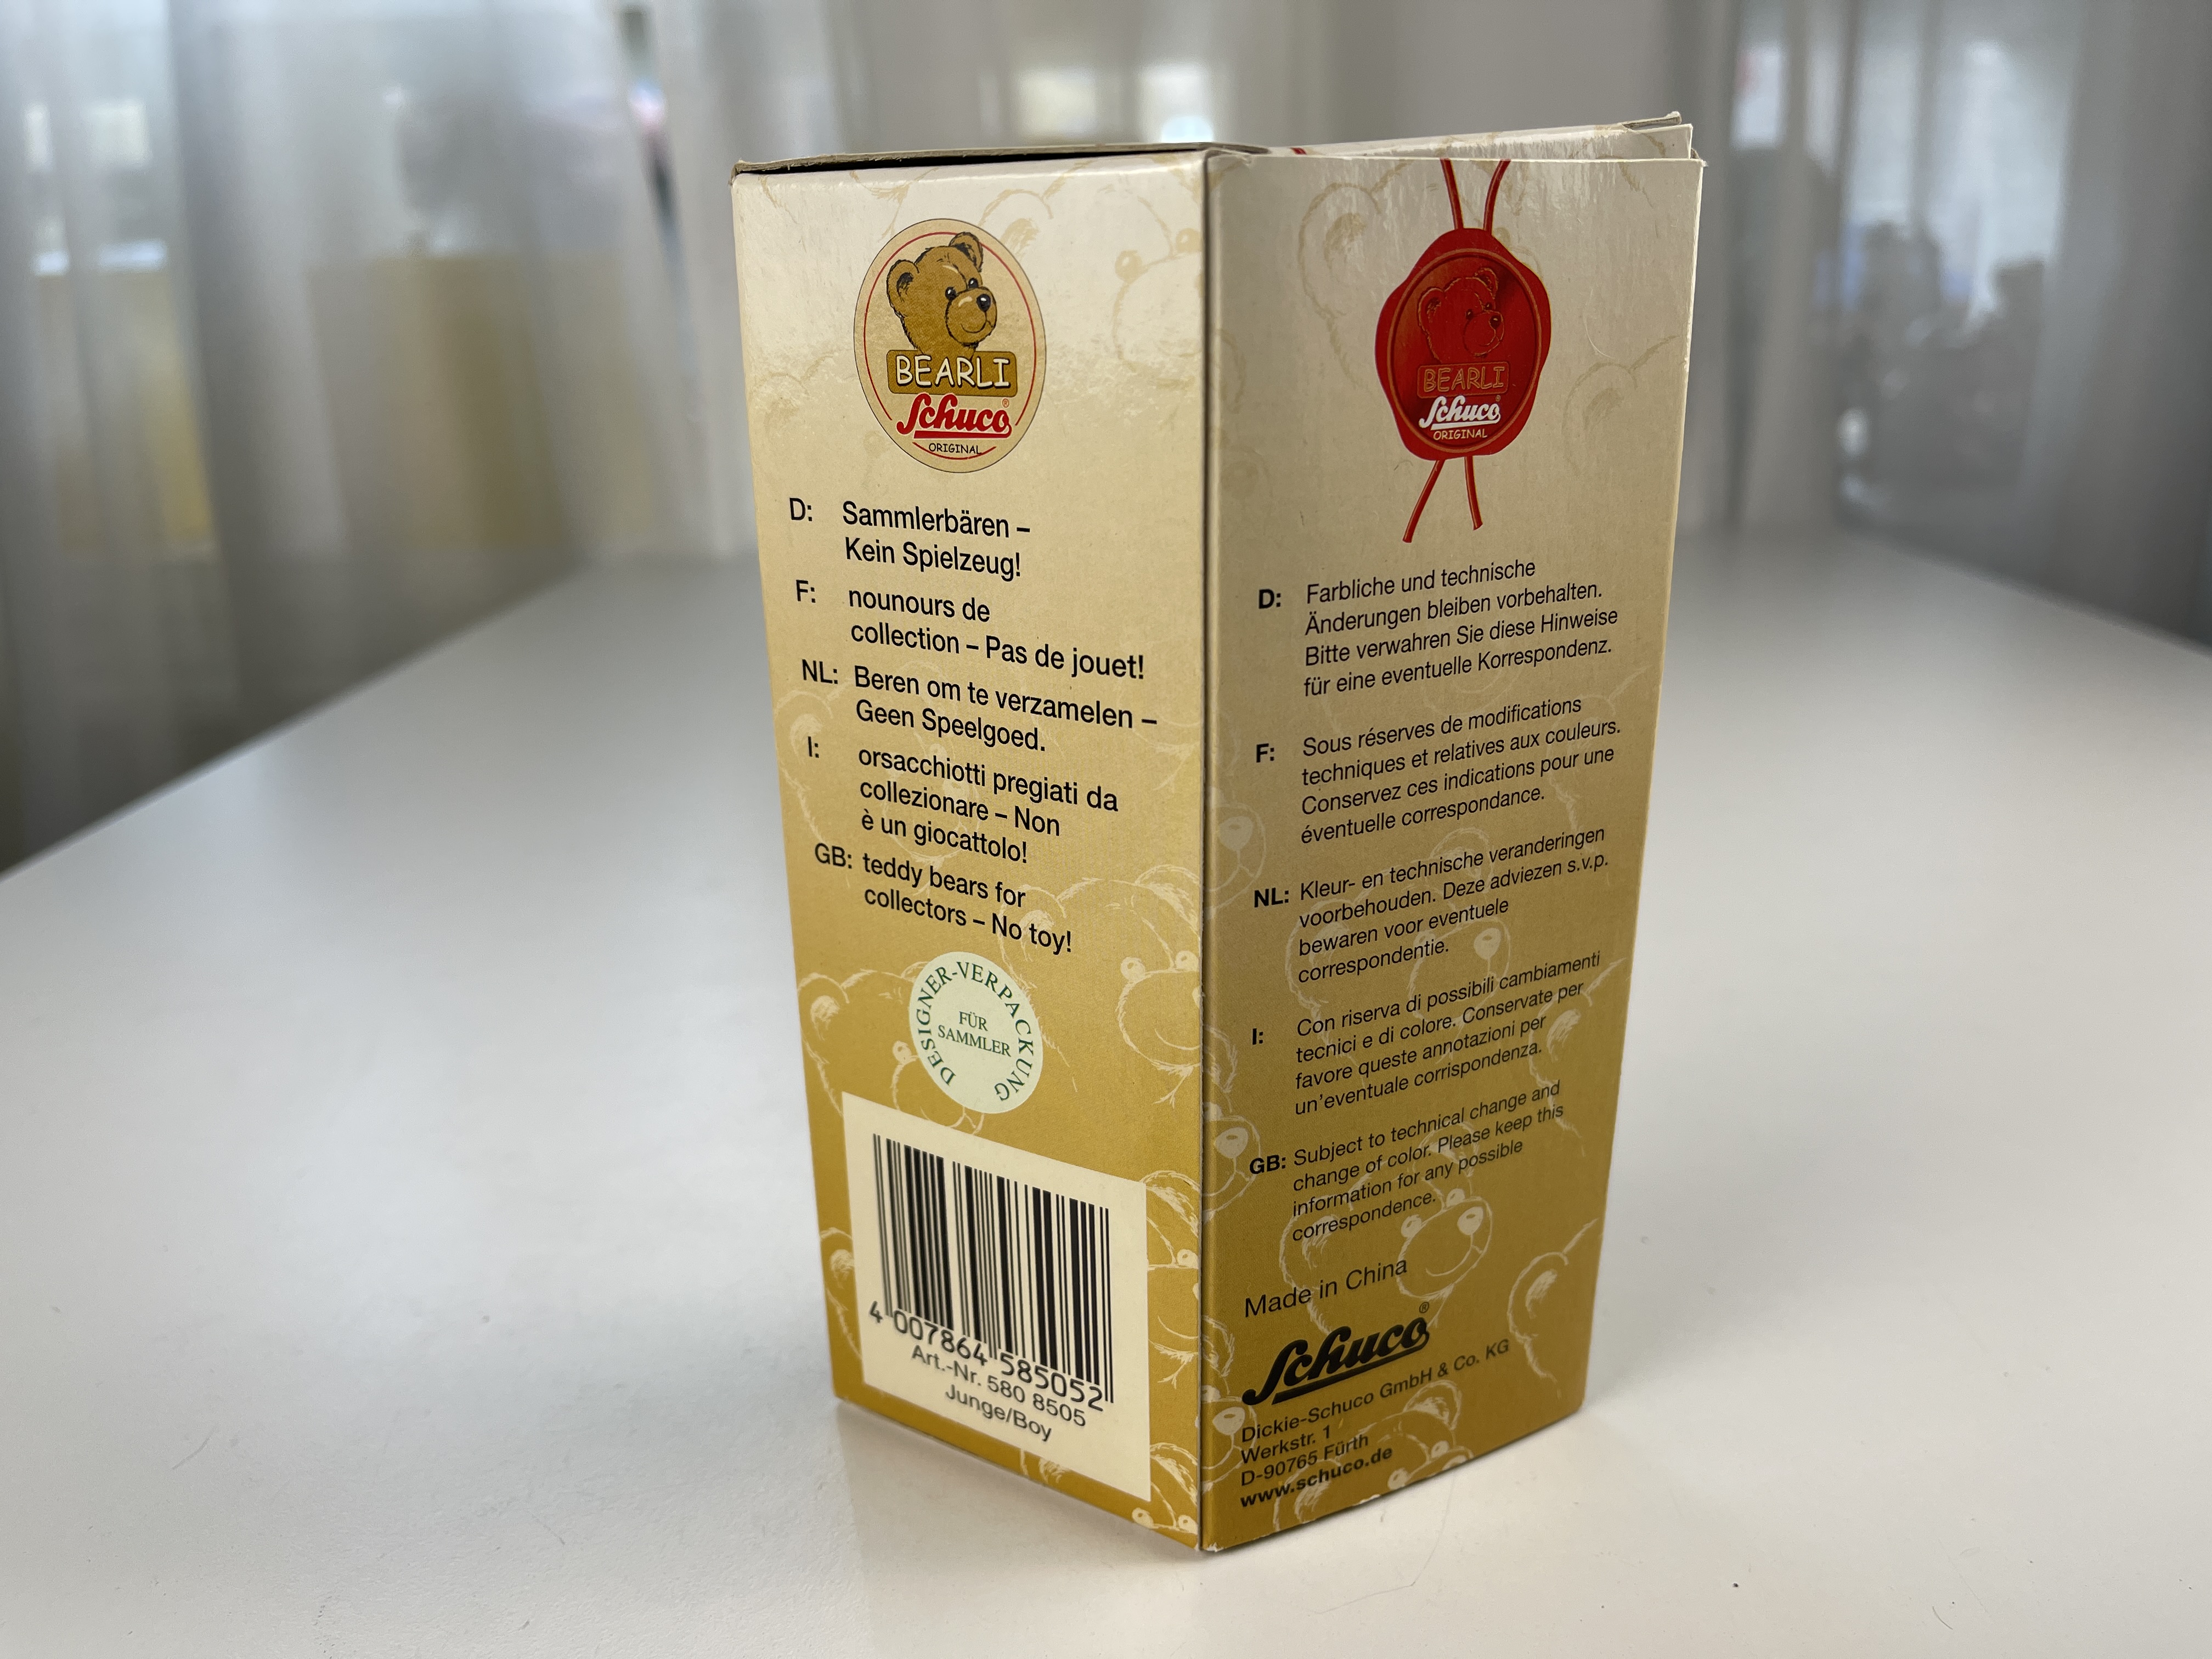 BEARLI
Schuco®
ORIGINAL
D: Sammlerbären –
Kein Spielzeug!
F: nounours de
collection – Pas de jouet!
NL: Beren om te verzamelen –
Geen Speelgoed.
I: orsacchiotti pregiati da
collezionare – Non
è un giocattolo!
GB: teddy bears for
collectors – No toy!
DESIGNER-VERPACKUNG
FÜR
SAMMLER
4 007864 585052
Art.-Nr. 580 8505
Junge/Boy
BEARLI
Schuco®
ORIGINAL
D: Farbliche und technische
Änderungen bleiben vorbehalten.
Bitte verwahren Sie diese Hinweise
für eine eventuelle Korrespondenz.
F: Sous réserves de modifications
techniques et relatives aux couleurs.
Conservez ces indications pour une
éventuelle correspondance.
NL: Kleur- en technische veranderingen
voorbehouden. Deze adviezen s.v.p.
bewaren voor eventuele
correspondentie.
I: Con riserva di possibili cambiamenti
tecnici e di colore. Conservate per
favore queste annotazioni per
un'eventuale corrispondenza.
GB: Subject to technical change and
change of color. Please keep this
information for any possible
correspondence.
Made in China
Schuco®
Dickie-Schuco GmbH & Co. KG
Werkstr. 1
D-90765 Fürth
www.schuco.de